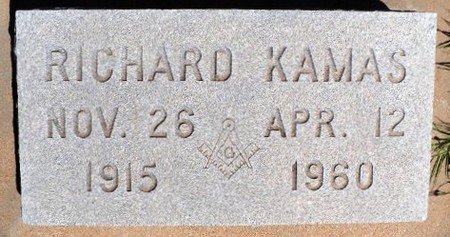 RICHARD KAMAS
NOV. 26 APR. 12
G
1915 1960